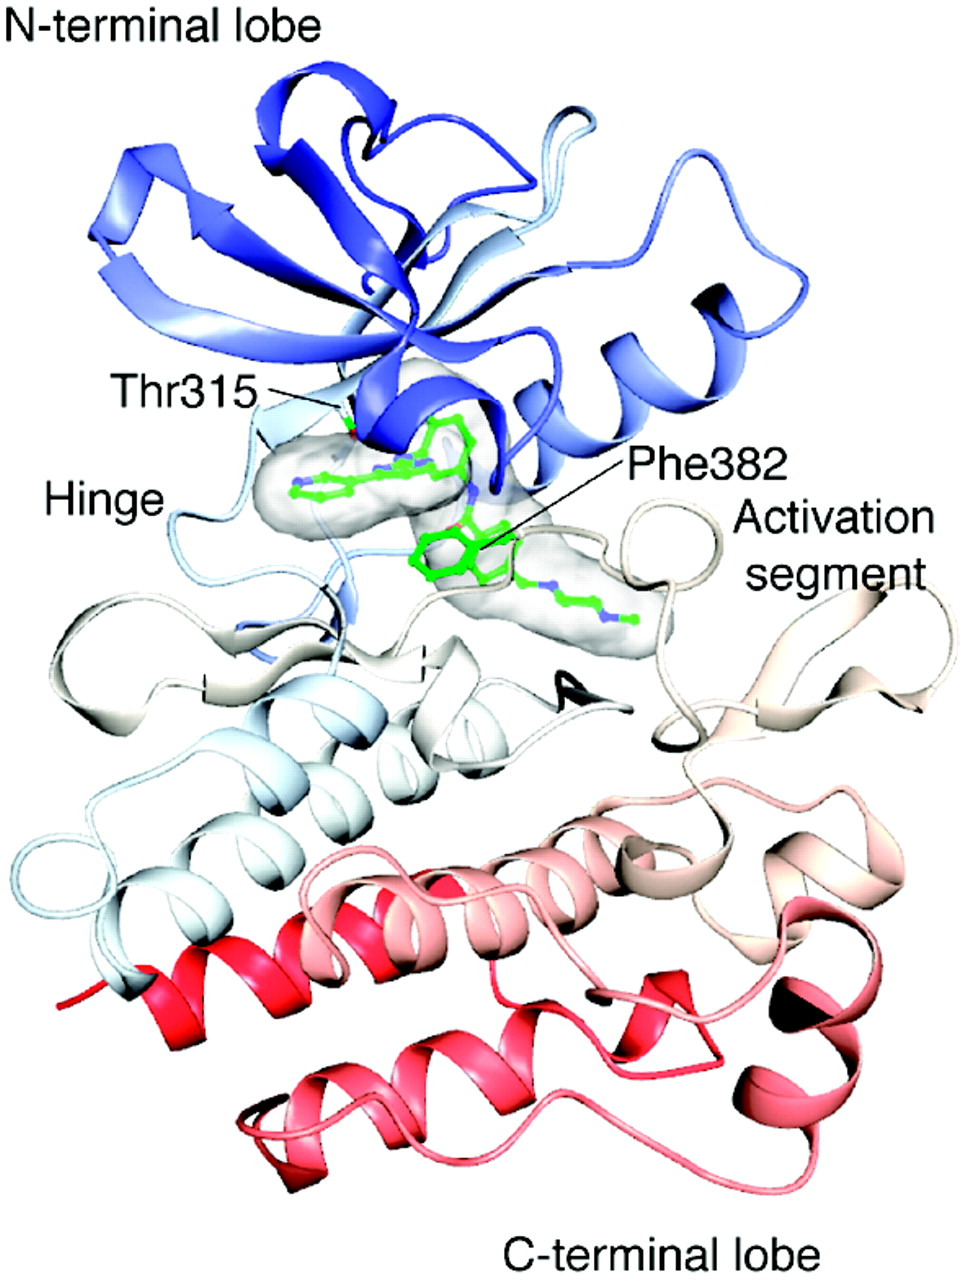 N-terminal lobe
Thr315
Phe382
Hinge
Activation
segment
C-terminal lobe